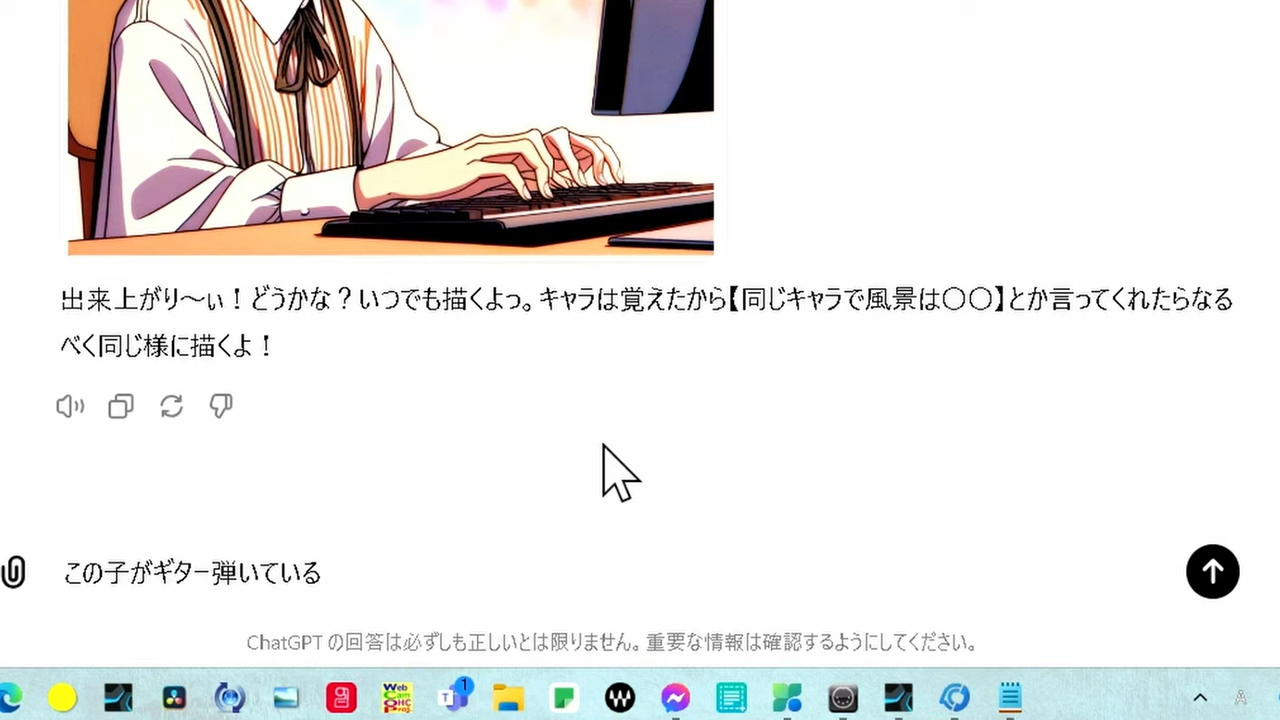 出来上がり～ぃ！どうかな？いつでも描くよっ。キャラは覚えたから【同じキャラで風景は〇〇】とか言ってくれたらなる
べく同じ様に描くよ！
この子がギター弾いている
ChatGPT の回答は必ずしも正しいとは限りません。重要な情報は確認するようにしてください。
Web
Cam
1
T
W
A